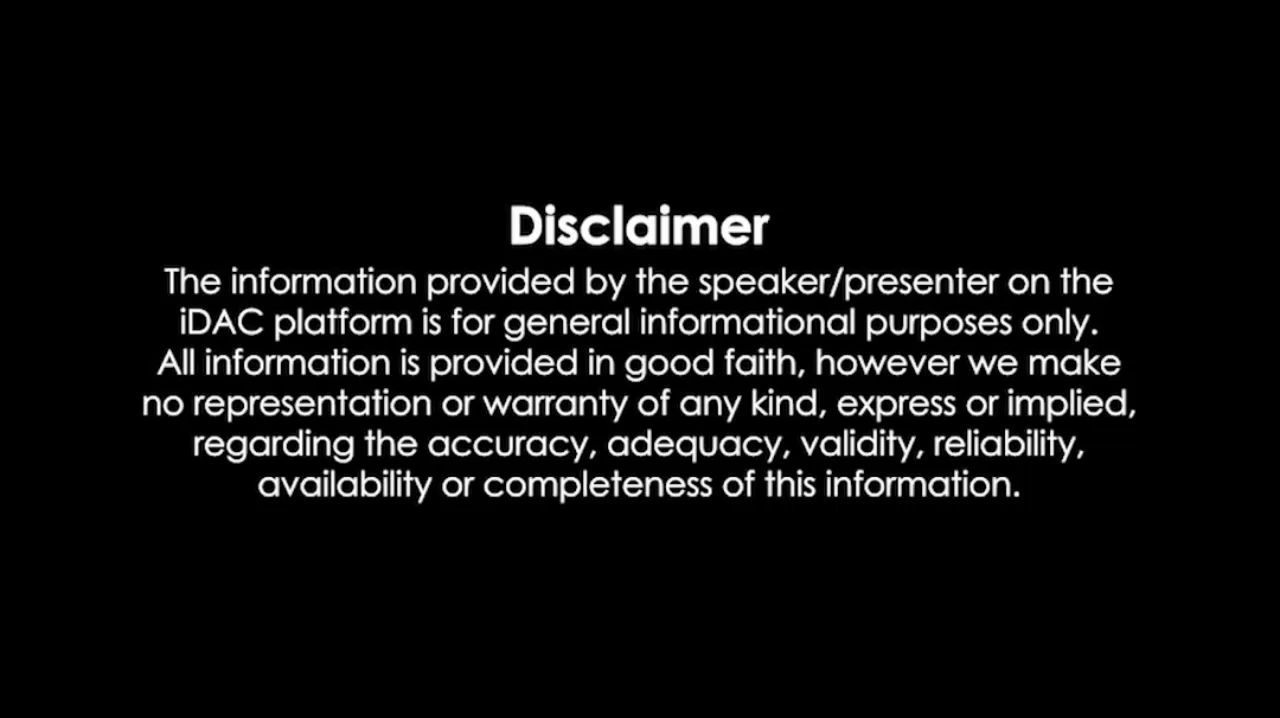 Disclaimer
The information provided by the speaker/presenter on the
iDAC platform is for general informational purposes only.
All information is provided in good faith, however we make
no representation or warranty of any kind, express or implied,
regarding the accuracy, adequacy, validity, reliability,
availability or completeness of this information.